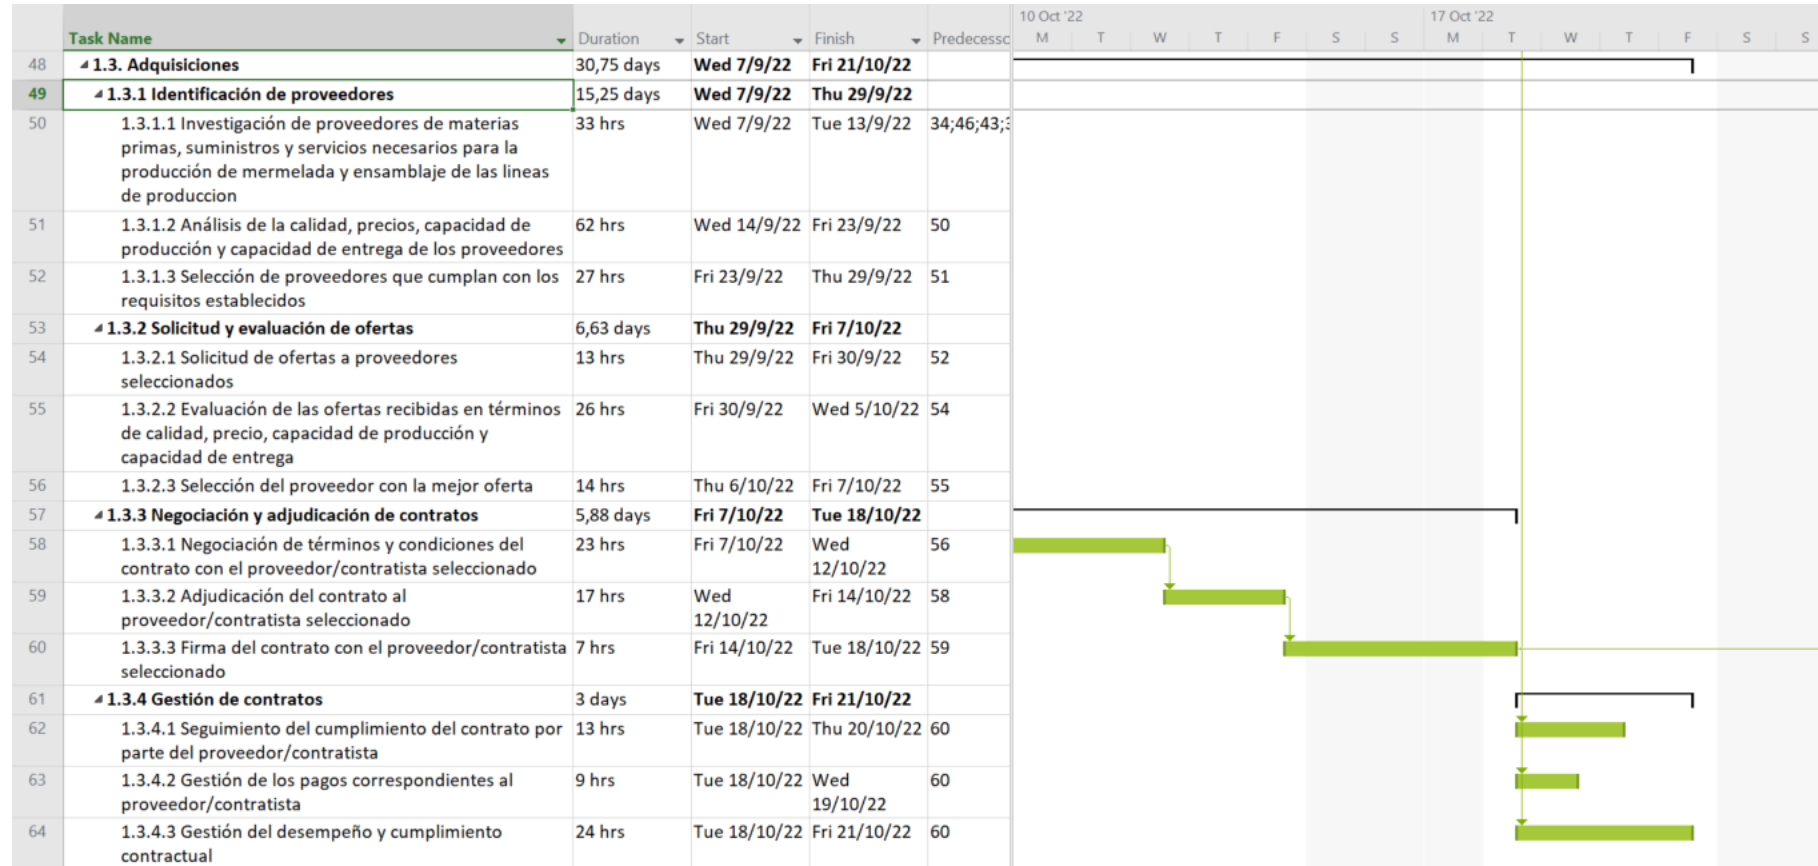 10 Oct '22 17 Oct '22
Task Name Duration Start Finish Predecessc M T W T F S S M T W T F S S
48 1.3. Adquisiciones 30,75 days Wed 7/9/22 Fri 21/10/22
49 1.3.1 Identificación de proveedores 15,25 days Wed 7/9/22 Thu 29/9/22
50 1.3.1.1 Investigación de proveedores de materias 33 hrs Wed 7/9/22 Tue 13/9/22 34;46;43;3
primas, suministros y servicios necesarios para la
producción de mermelada y ensamblaje de las lineas
de produccion
51 1.3.1.2 Análisis de la calidad, precios, capacidad de 62 hrs Wed 14/9/22 Fri 23/9/22 50
producción y capacidad de entrega de los proveedores
52 1.3.1.3 Selección de proveedores que cumplan con los 27 hrs Fri 23/9/22 Thu 29/9/22 51
requisitos establecidos
53 1.3.2 Solicitud y evaluación de ofertas 6,63 days Thu 29/9/22 Fri 7/10/22
54 1.3.2.1 Solicitud de ofertas a proveedores 13 hrs Thu 29/9/22 Fri 30/9/22 52
seleccionados
55 1.3.2.2 Evaluación de las ofertas recibidas en términos 26 hrs Fri 30/9/22 Wed 5/10/22 54
de calidad, precio, capacidad de producción y
capacidad de entrega
56 1.3.2.3 Selección del proveedor con la mejor oferta 14 hrs Thu 6/10/22 Fri 7/10/22 55
57 1.3.3 Negociación y adjudicación de contratos 5,88 days Fri 7/10/22 Tue 18/10/22
58 1.3.3.1 Negociación de términos y condiciones del 23 hrs Fri 7/10/22 Wed 56
contrato con el proveedor/contratista seleccionado 12/10/22
59 1.3.3.2 Adjudicación del contrato al 17 hrs Wed Fri 14/10/22 58
proveedor/contratista seleccionado 12/10/22
60 1.3.3.3 Firma del contrato con el proveedor/contratista 7 hrs Fri 14/10/22 Tue 18/10/22 59
seleccionado
61 1.3.4 Gestión de contratos 3 days Tue 18/10/22 Fri 21/10/22
62 1.3.4.1 Seguimiento del cumplimiento del contrato por 13 hrs Tue 18/10/22 Thu 20/10/22 60
parte del proveedor/contratista
63 1.3.4.2 Gestión de los pagos correspondientes al 9 hrs Tue 18/10/22 Wed 60
proveedor/contratista 19/10/22
64 1.3.4.3 Gestión del desempeño y cumplimiento 24 hrs Tue 18/10/22 Fri 21/10/22 60
contractual